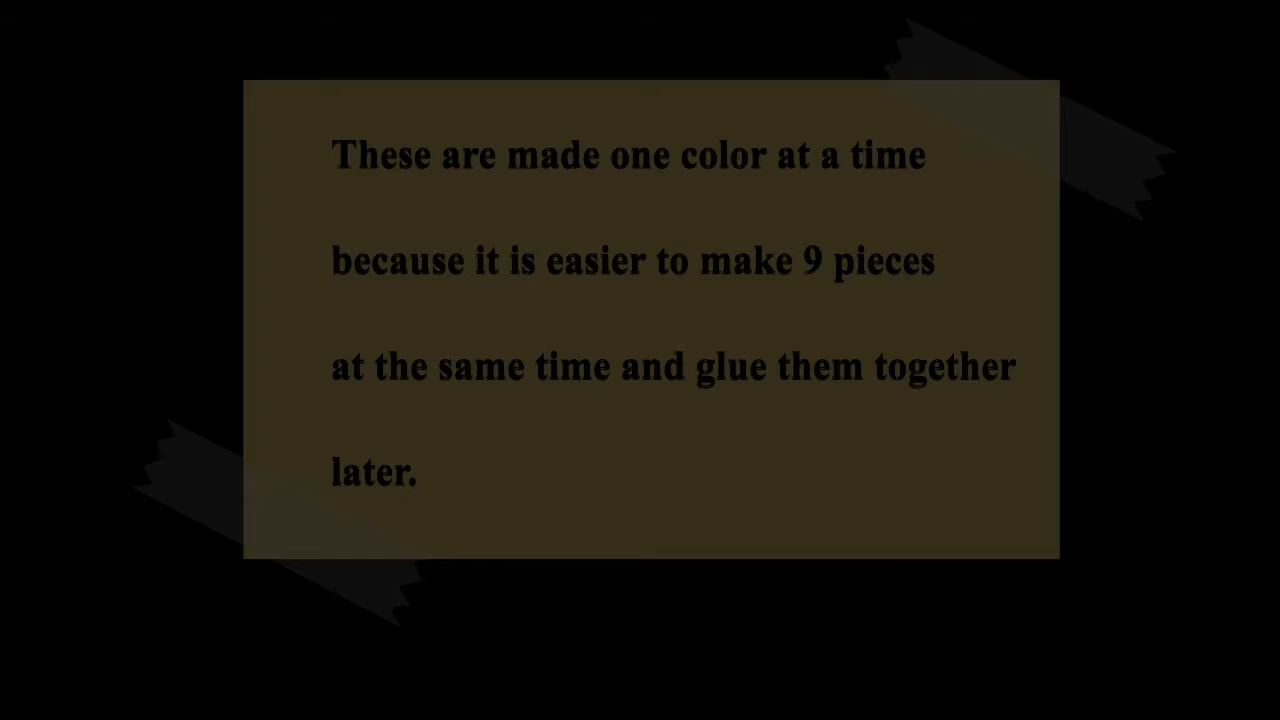 These are made one color at a time
because it is easier to make 9 pieces
at the same time and glue them together
later.